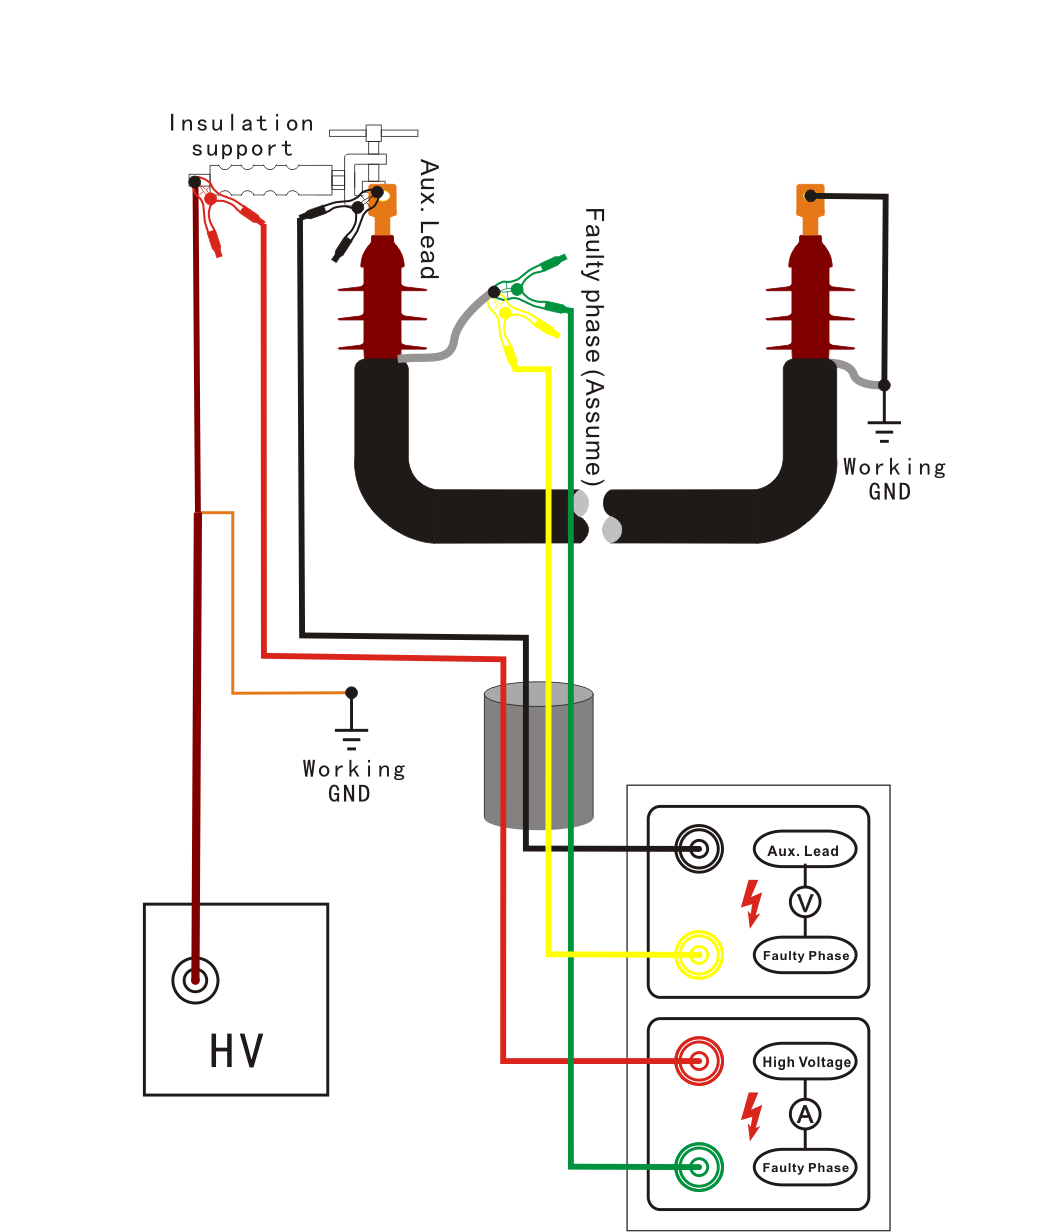 Insulation
support
Aux. Lead
Faulty phase (Assume)
Working
GND
Working
GND
HV
Aux. Lead
V
Faulty Phase
High Voltage
A
Faulty Phase